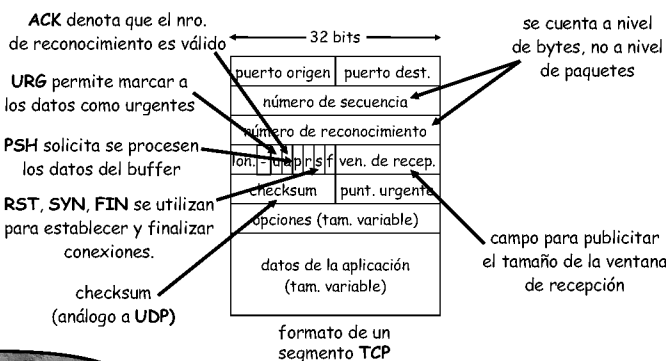 ACK denota que el nro.
de reconocimiento es válido
URG permite marcar a
los datos como urgentes
PSH solicita se procesen
los datos del buffer
RST, SYN, FIN se utilizan
para establecer y finalizar
conexiones.
checksum
(análogo a UDP)
32 bits
puerto origen puerto dest.
número de secuencia
número de reconocimiento
lon. - u a p r s f ven. de recep.
checksum punt. urgente
opciones (tam. variable)
datos de la aplicación
(tam. variable)
formato de un
segmento TCP
se cuenta a nivel
de bytes, no a nivel
de paquetes
campo para publicitar
el tamaño de la ventana
de recepción